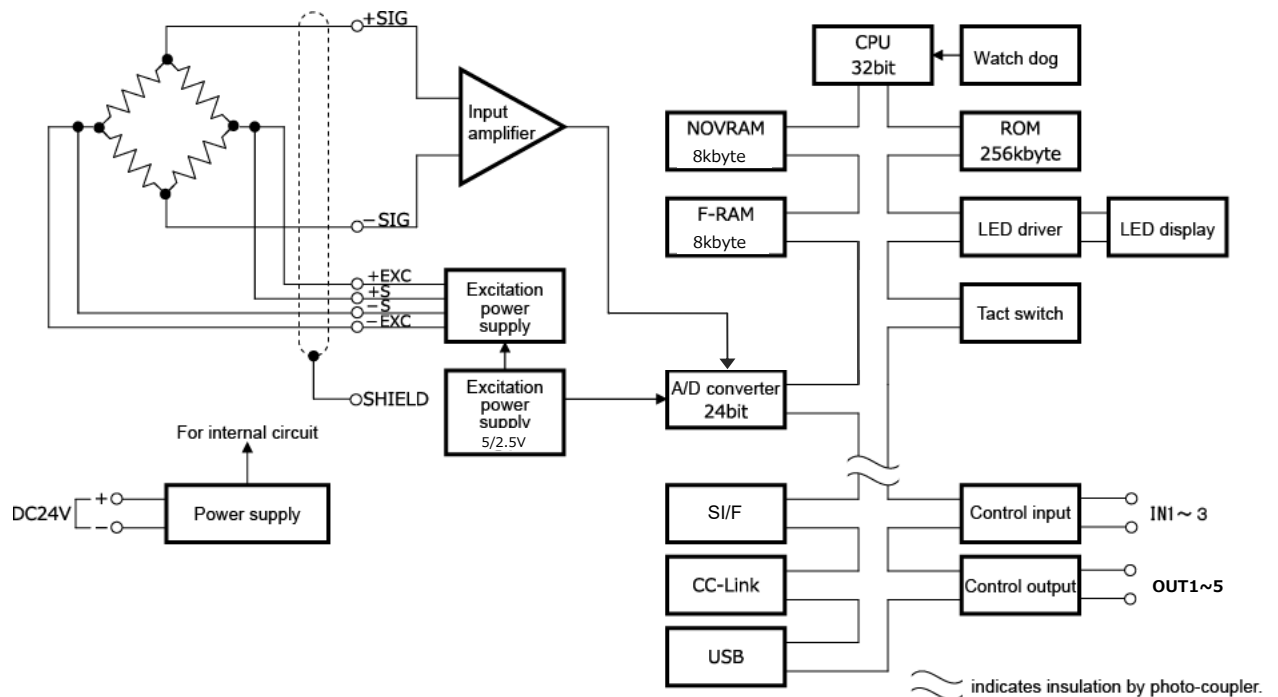 +SIG
Input
amplifier
−SIG
+EXC
+S
−S
−EXC
SHIELD
Excitation
power
supply
Excitation
power
supply
5/2.5V
A/D converter
24bit
For internal circuit
DC24V
+
−
Power supply
CPU
32bit
Watch dog
NOVRAM
8kbyte
ROM
256kbyte
F-RAM
8kbyte
LED driver
LED display
Tact switch
SI/F
Control input
IN1～3
CC-Link
Control output
OUT1~5
USB
indicates insulation by photo-coupler.